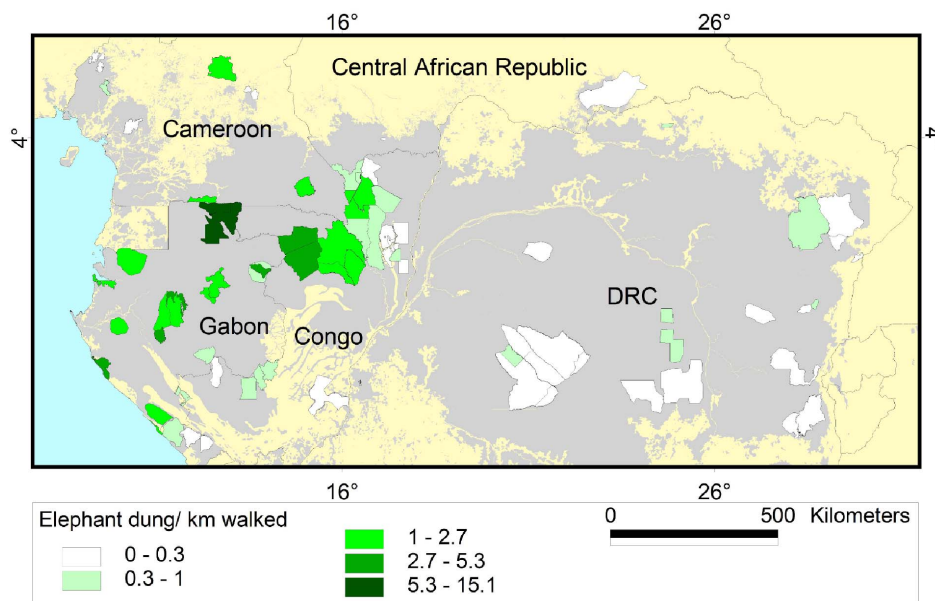 16° 26°
Central African Republic
Cameroon
4° 4
DRC
Gabon
Congo
16° 26°
Elephant dung/ km walked
0 - 0.3
0.3 - 1
1 - 2.7
2.7 - 5.3
5.3 - 15.1
0 500 Kilometers